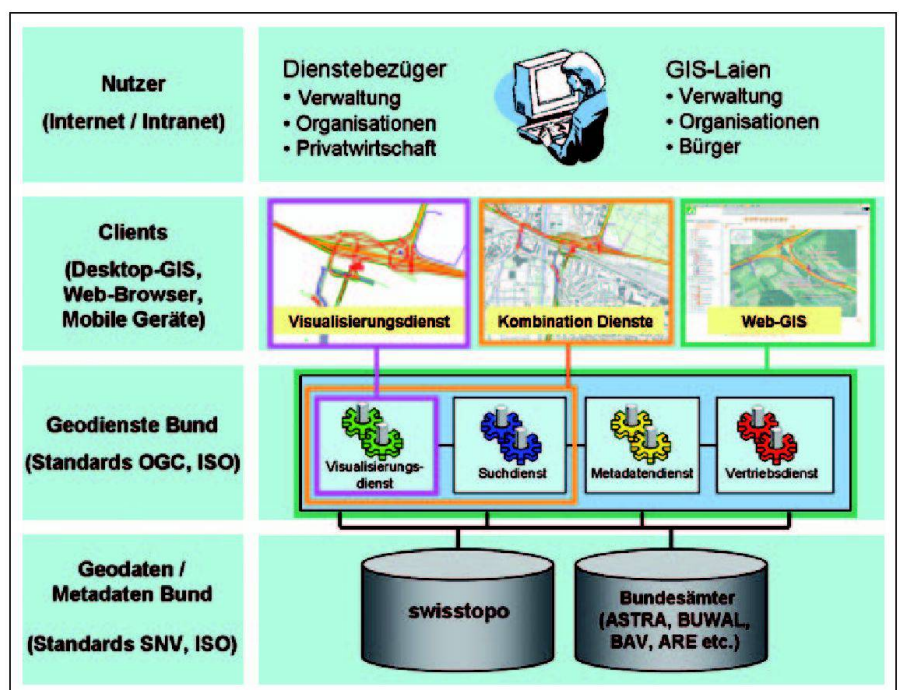 Nutzer
(Internet / Intranet)
Dienstebezüger
• Verwaltung
• Organisationen
• Privatwirtschaft
GIS-Laien
• Verwaltung
• Organisationen
• Bürger
Clients
(Desktop-GIS,
Web-Browser,
Mobile Geräte)
Visualisierungsdienst
Kombination Dienste
Web-GIS
Geodienste Bund
(Standards OGC, ISO)
Visualisierungs-
dienst
Suchdienst
Metadatendienst
Vertriebsdienst
Geodaten /
Metadaten Bund
(Standards SNV, ISO)
swisstopo
Bundesämter
(ASTRA, BUWAL,
BAV, ARE etc.)